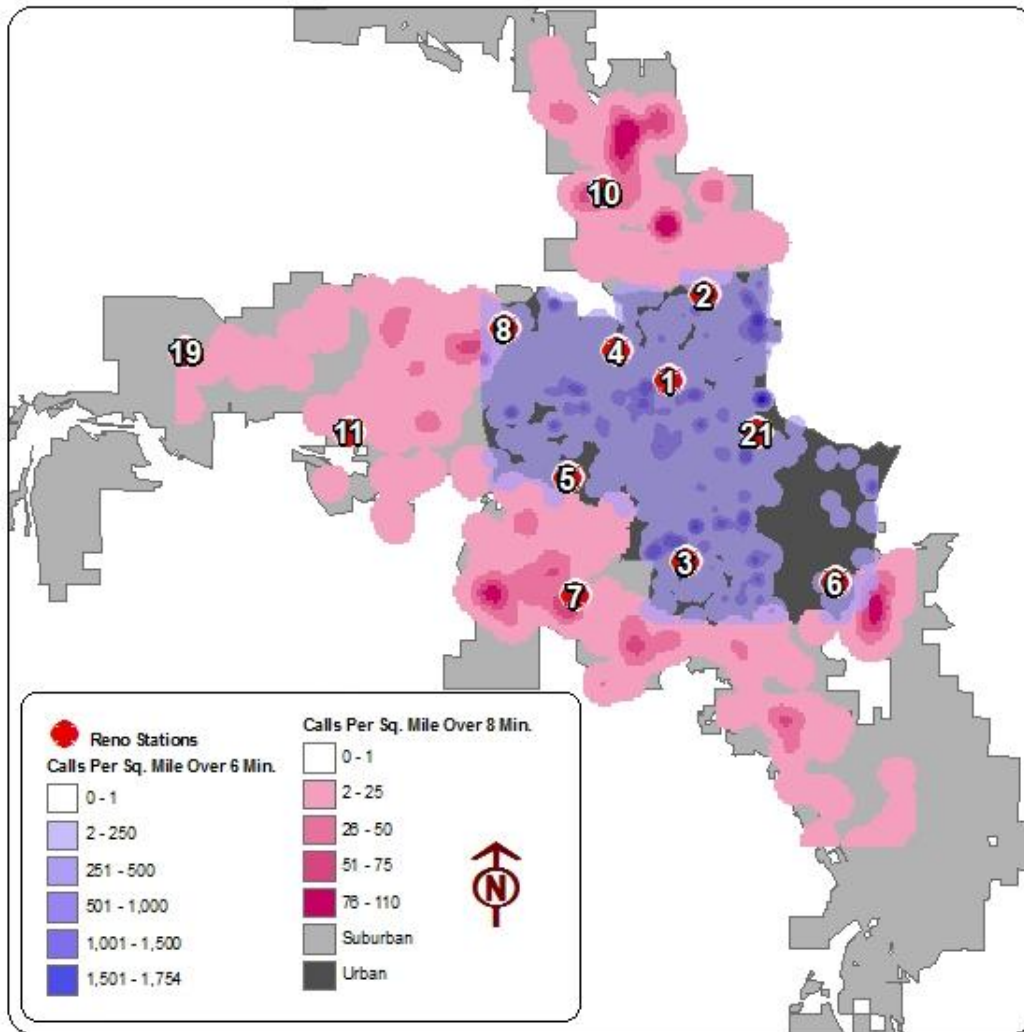 10
2
8
4
19
1
11
21
5
3
6
7
Reno Stations
Calls Per Sq. Mile Over 6 Min.
0 - 1
2 - 250
251 - 500
501 - 1,000
1,001 - 1,500
1,501 - 1,754
Calls Per Sq. Mile Over 8 Min.
0 - 1
2 - 25
26 - 50
51 - 75
76 - 110
Suburban
Urban
N